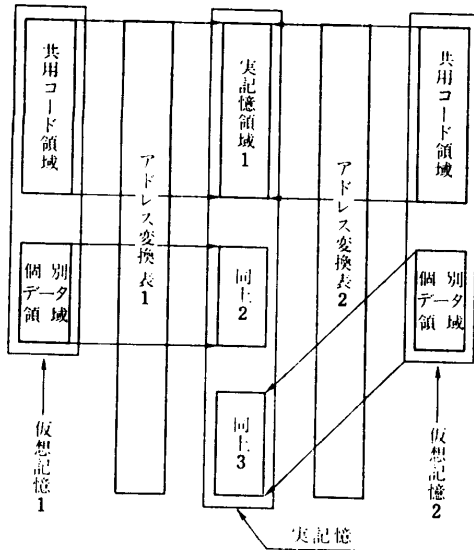 共用コード領域
個別データ領域
仮想記憶1
アドレス変換表1
実記憶領域1
同上2
同上3
実記憶
アドレス変換表2
共用コード領域
個別データ領域
仮想記憶2